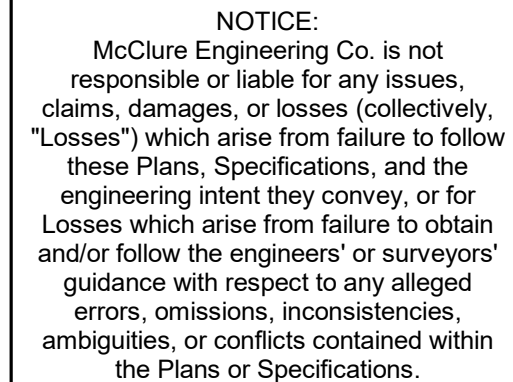 NOTICE:
McClure Engineering Co. is not
responsible or liable for any issues,
claims, damages, or losses (collectively,
"Losses") which arise from failure to follow
these Plans, Specifications, and the
engineering intent they convey, or for
Losses which arise from failure to obtain
and/or follow the engineers' or surveyors'
guidance with respect to any alleged
errors, omissions, inconsistencies,
ambiguities, or conflicts contained within
the Plans or Specifications.